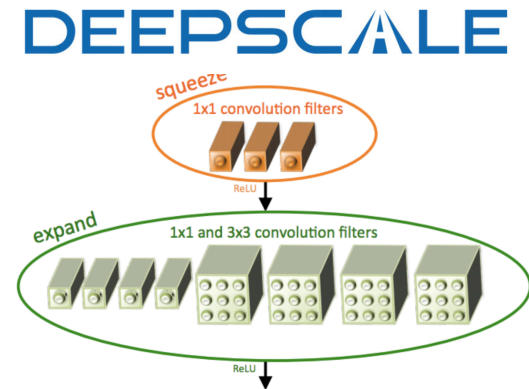 DEEPSCALE
squeeze
1x1 convolution filters
ReLU
expand
1x1 and 3x3 convolution filters
ReLU